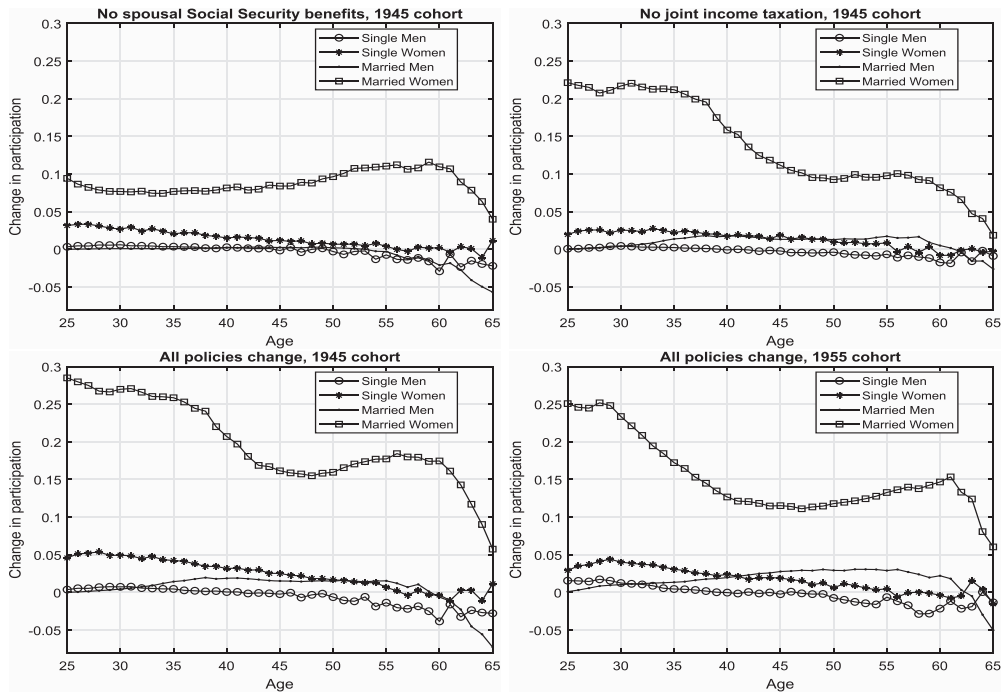 No spousal Social Security benefits, 1945 cohort
0.3
0.25
0.2
0.15
0.1
0.05
0
-0.05
Change in participation
Single Men
Single Women
Married Men
Married Women
25 30 35 40 45 50 55 60 65
Age
No joint income taxation, 1945 cohort
0.3
0.25
0.2
0.15
0.1
0.05
0
-0.05
Change in participation
Single Men
Single Women
Married Men
Married Women
25 30 35 40 45 50 55 60 65
Age
All policies change, 1945 cohort
0.3
0.25
0.2
0.15
0.1
0.05
0
-0.05
Change in participation
Single Men
Single Women
Married Men
Married Women
25 30 35 40 45 50 55 60 65
Age
All policies change, 1955 cohort
0.3
0.25
0.2
0.15
0.1
0.05
0
-0.05
Change in participation
Single Men
Single Women
Married Men
Married Women
25 30 35 40 45 50 55 60 65
Age